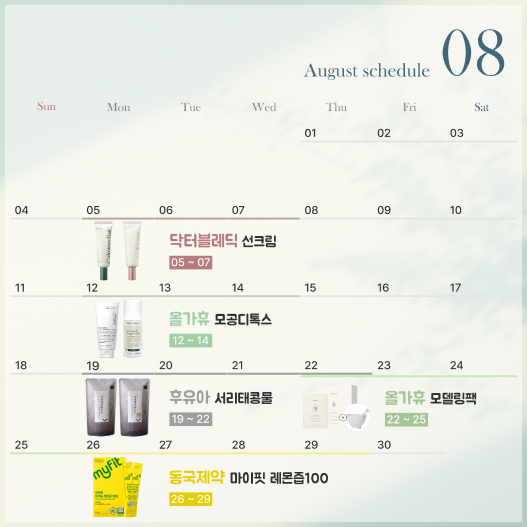 August schedule 08
Sun Mon Tue Wed Thu Fri Sat
01 02 03
04 05 06 07 08 09 10
닥터블레딕 선크림
05 ~ 07
11 12 13 14 15 16 17
올가휴 모공디톡스
12 ~ 14
18 19 20 21 22 23 24
후유아 서리태콩물
19 ~ 22
올가휴 모델링팩
22 ~ 25
25 26 27 28 29 30
myfit
동국제약 마이핏 레몬즙100
26 ~ 29